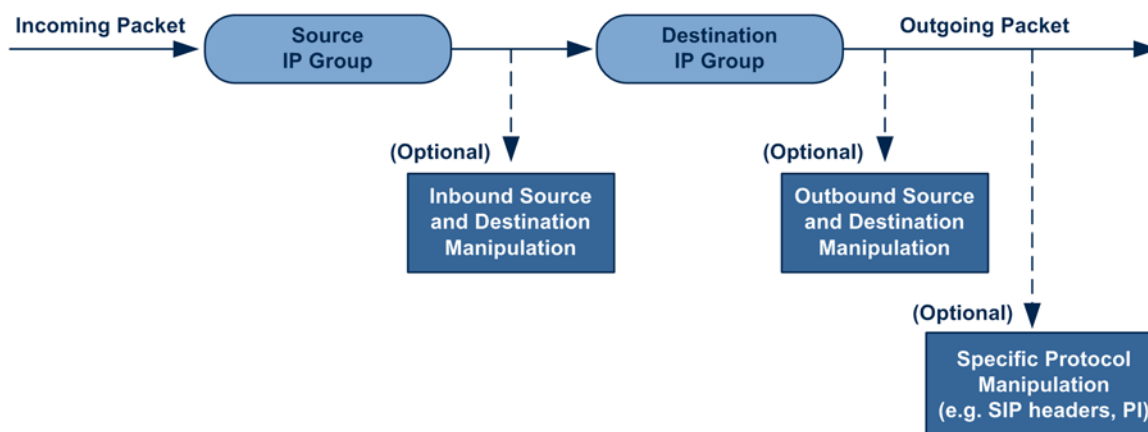 Incoming Packet
Source
IP Group
Destination
IP Group
Outgoing Packet
(Optional)
Inbound Source
and Destination
Manipulation
(Optional)
Outbound Source
and Destination
Manipulation
(Optional)
Specific Protocol
Manipulation
(e.g. SIP headers, PI)